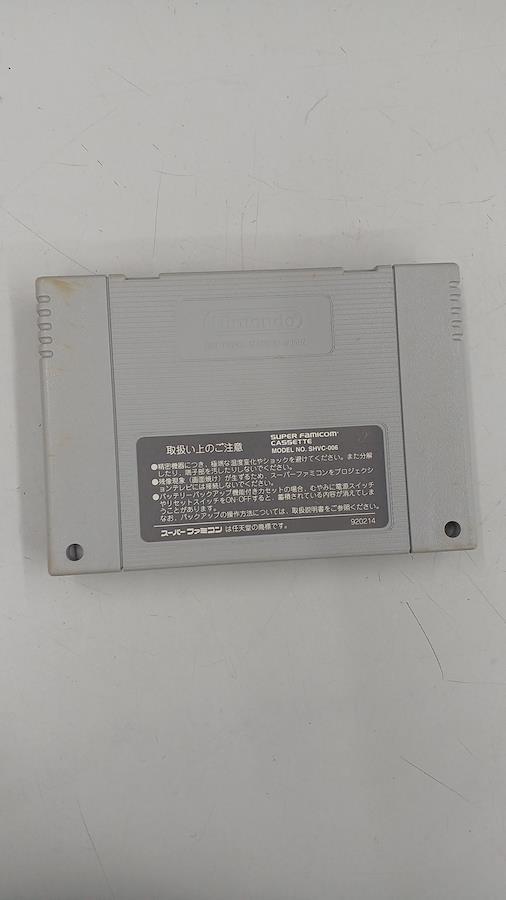 Nintendo
取扱い上のご注意
SUPER FAMICOM
CASSETTE
MODEL NO. SHVC-006
●精密機器につき、極端な温度変化やショックを避けてください。また分解
したり、端子部を汚したりしないでください。
●残像現象(画面焼け)が生ずるため、スーパーファミコンをプロジェクシ
ョンテレビには接続しないでください。
●バッテリーバックアップ機能付きカセットの場合、むやみに電源スイッチ
やリセットスイッチをON・OFFすると、蓄積されている内容が消えてしま
うことがあります。
なお、バックアップの操作方法については、取扱説明書をご参照ください。
スーパーファミコンは任天堂の商標です。
920214